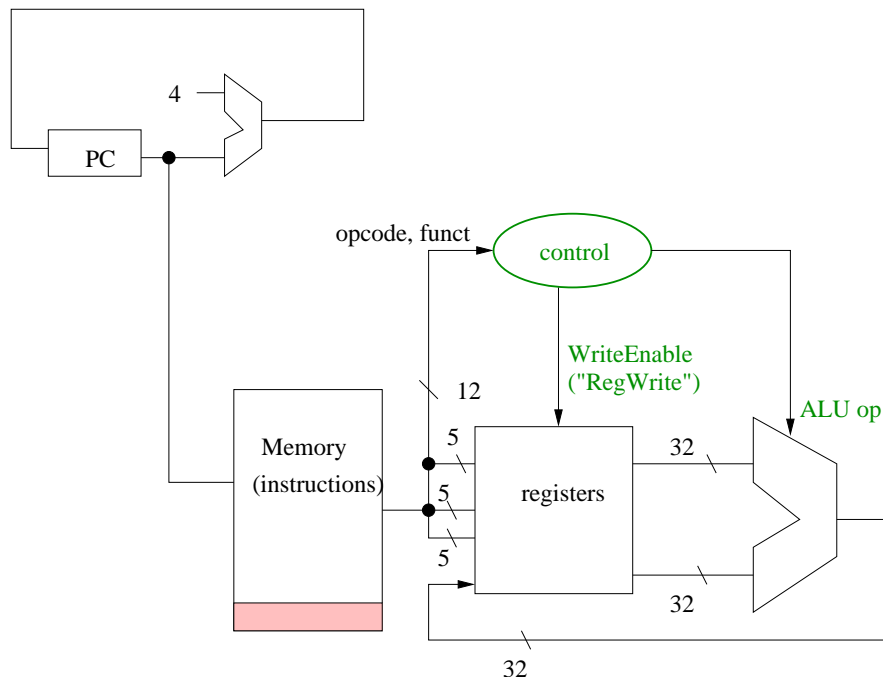 4
PC
opcode, funct
control
WriteEnable
("RegWrite")
12
ALU op
5
32
Memory
(instructions)
registers
5
5
32
32